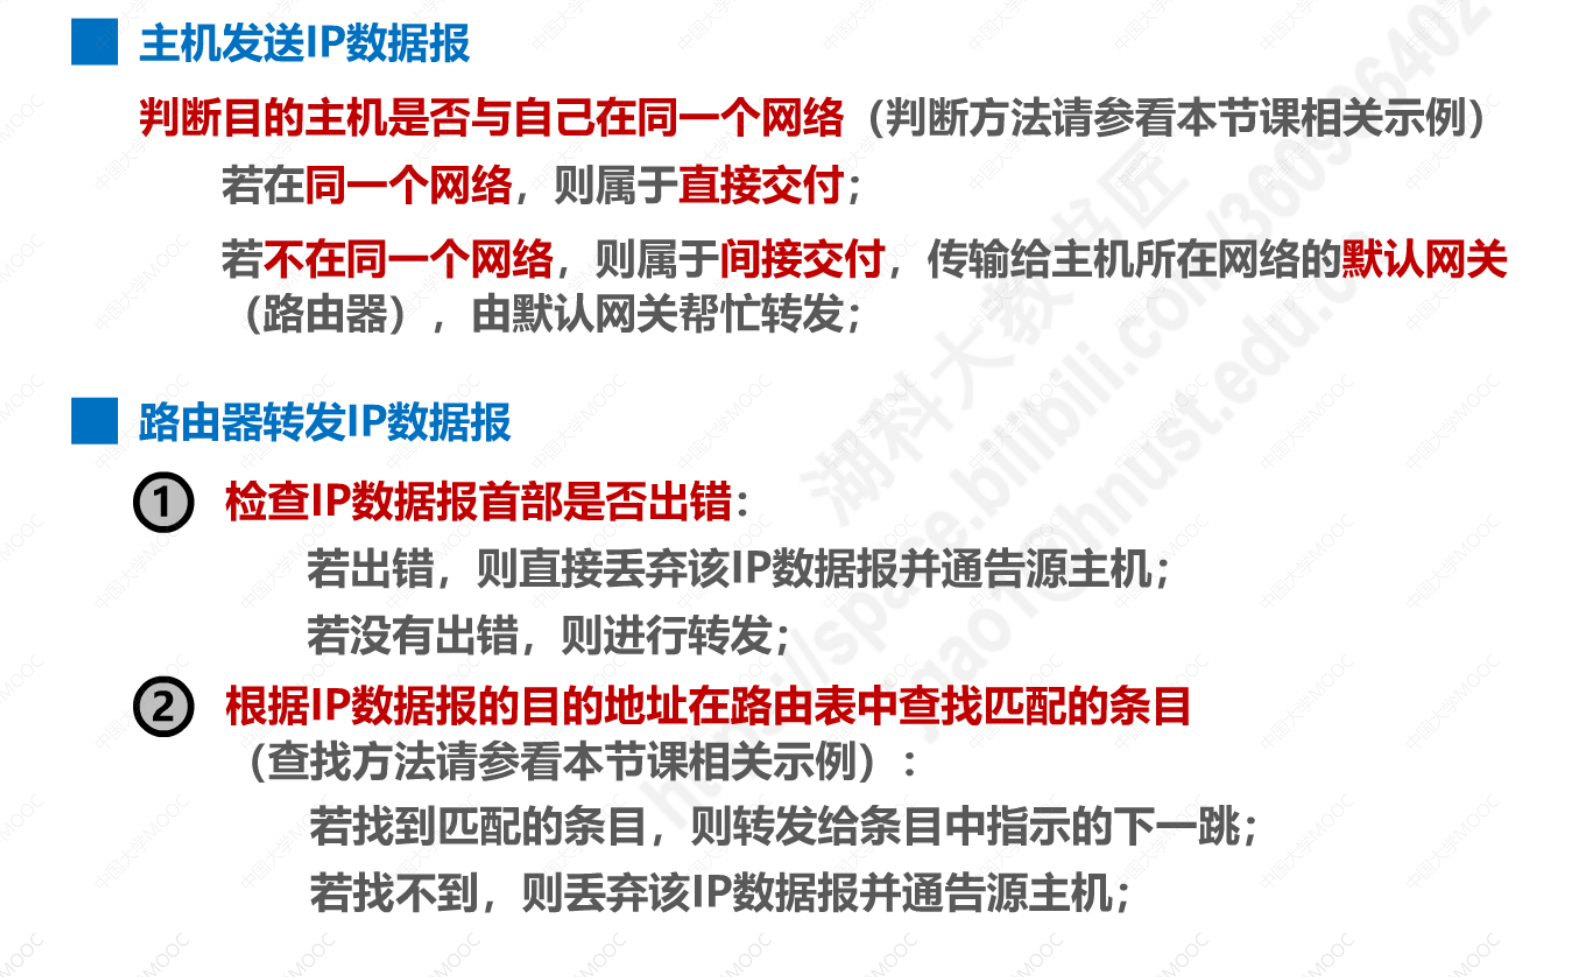 主机发送IP数据报
判断目的主机是否与自己在同一个网络（判断方法请参看本节课相关示例）
若在同一个网络，则属于直接交付；
若不在同一个网络，则属于间接交付，传输给主机所在网络的默认网关
（路由器），由默认网关帮忙转发；
路由器转发IP数据报
① 检查IP数据报首部是否出错：
若出错，则直接丢弃该IP数据报并通告源主机；
若没有出错，则进行转发；
② 根据IP数据报的目的地址在路由表中查找匹配的条目
（查找方法请参看本节课相关示例）：
若找到匹配的条目，则转发给条目中指示的下一跳；
若找不到，则丢弃该IP数据报并通告源主机；
湖科大教书匠
中国大学MOOC